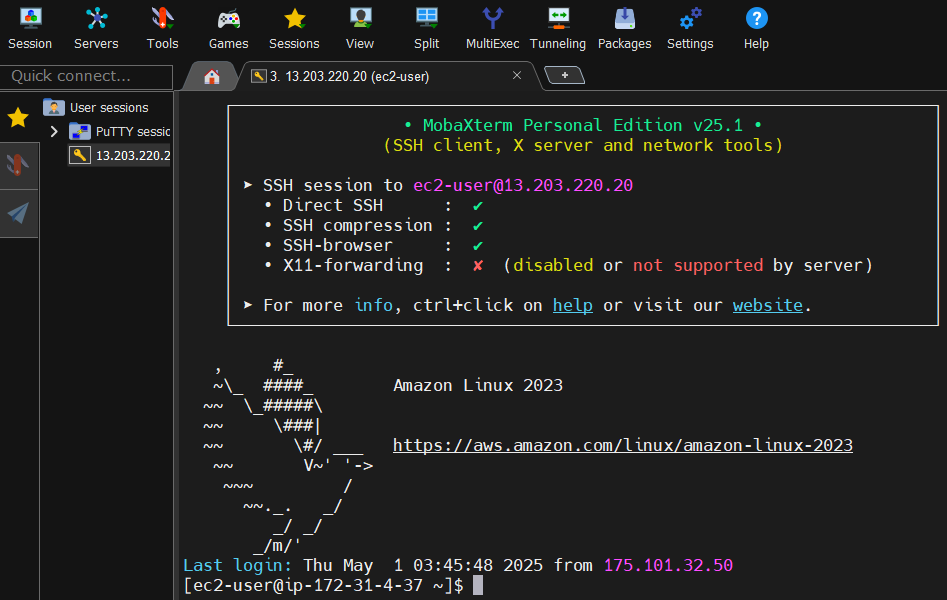 Session Servers Tools Games Sessions View Split MultiExec Tunneling Packages Settings Help
Quick connect...
3. 13.203.220.20 (ec2-user)
User sessions
PuTTY sessic
13.203.220.2
• MobaXterm Personal Edition v25.1 •
(SSH client, X server and network tools)
➤ SSH session to ec2-user@13.203.220.20
• Direct SSH : ✔
• SSH compression : ✔
• SSH-browser : ✔
• X11-forwarding : ✘ (disabled or not supported by server)
➤ For more info, ctrl+click on help or visit our website.
, #_
~\_ ####_ Amazon Linux 2023
~~ \_#####\
~~ \###|
~~ \#/ ___ https://aws.amazon.com/linux/amazon-linux-2023
~~ V~' '->
~~~ /
~~._. _/
_/ _/
_/m/'
Last login: Thu May 1 03:45:48 2025 from 175.101.32.50
[ec2-user@ip-172-31-4-37 ~]$